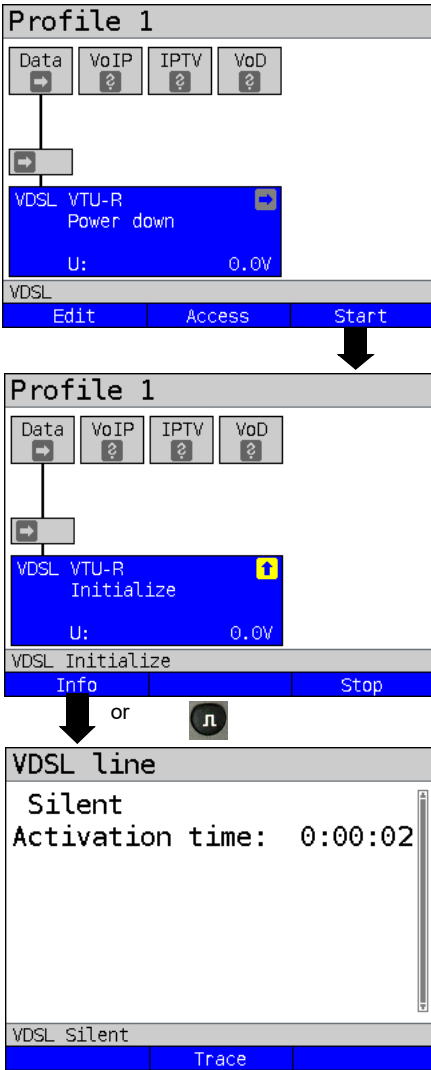 Profile 1
Data VoIP IPTV VoD
? ? ?
VDSL VTU-R
Power down
U: 0.0V
VDSL
Edit Access Start
Profile 1
Data VoIP IPTV VoD
? ? ?
VDSL VTU-R
Initialize
U: 0.0V
VDSL Initialize
Info Stop
or
VDSL line
Silent
Activation time: 0:00:02
VDSL Silent
Trace